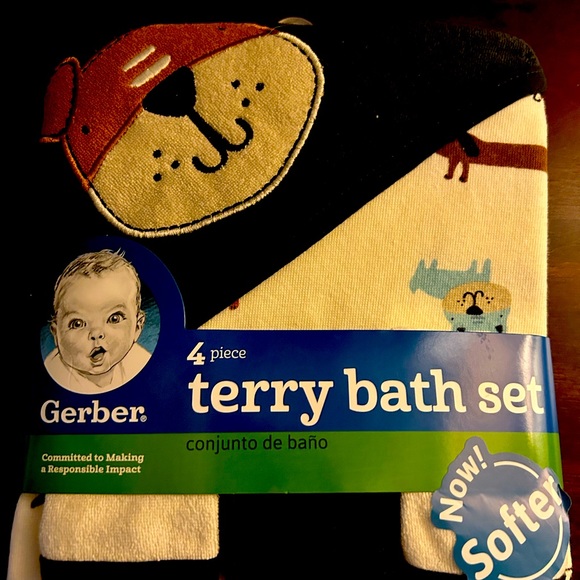 4 piece
terry bath set
conjunto de baño
Gerber®
Committed to Making
a Responsible Impact
Now!
Softer